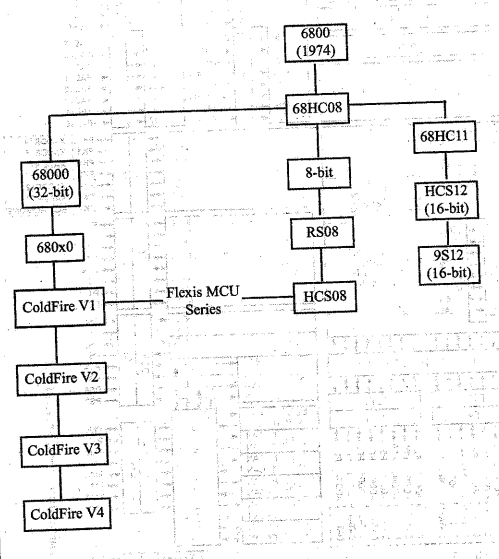 6800
(1974)
68HC08
68HC11
68000
(32-bit)
8-bit
HCS12
(16-bit)
680x0
RS08
9S12
(16-bit)
ColdFire V1
Flexis MCU
Series
HCS08
ColdFire V2
ColdFire V3
ColdFire V4